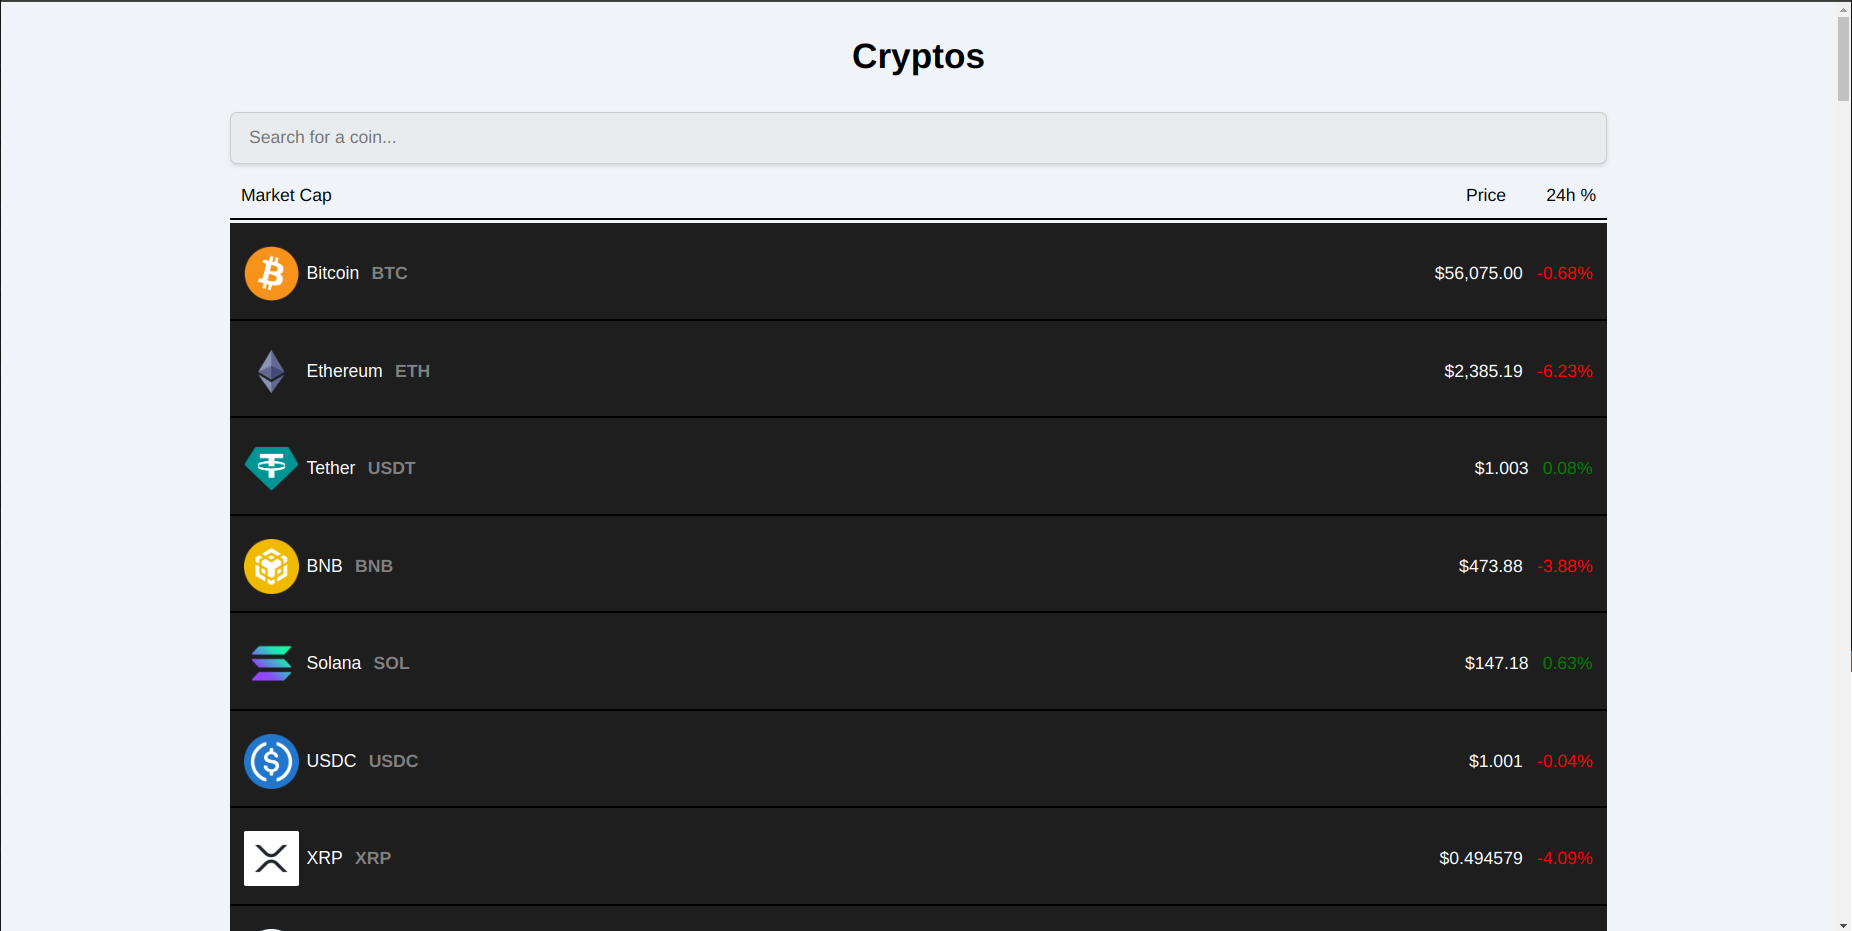 Cryptos
Search for a coin...
Market Cap Price 24h %
Bitcoin BTC $56,075.00 -0.68%
Ethereum ETH $2,385.19 -6.23%
Tether USDT $1.003 0.08%
BNB BNB $473.88 -3.88%
Solana SOL $147.18 0.63%
USDC USDC $1.001 -0.04%
XRP XRP $0.494579 -4.09%